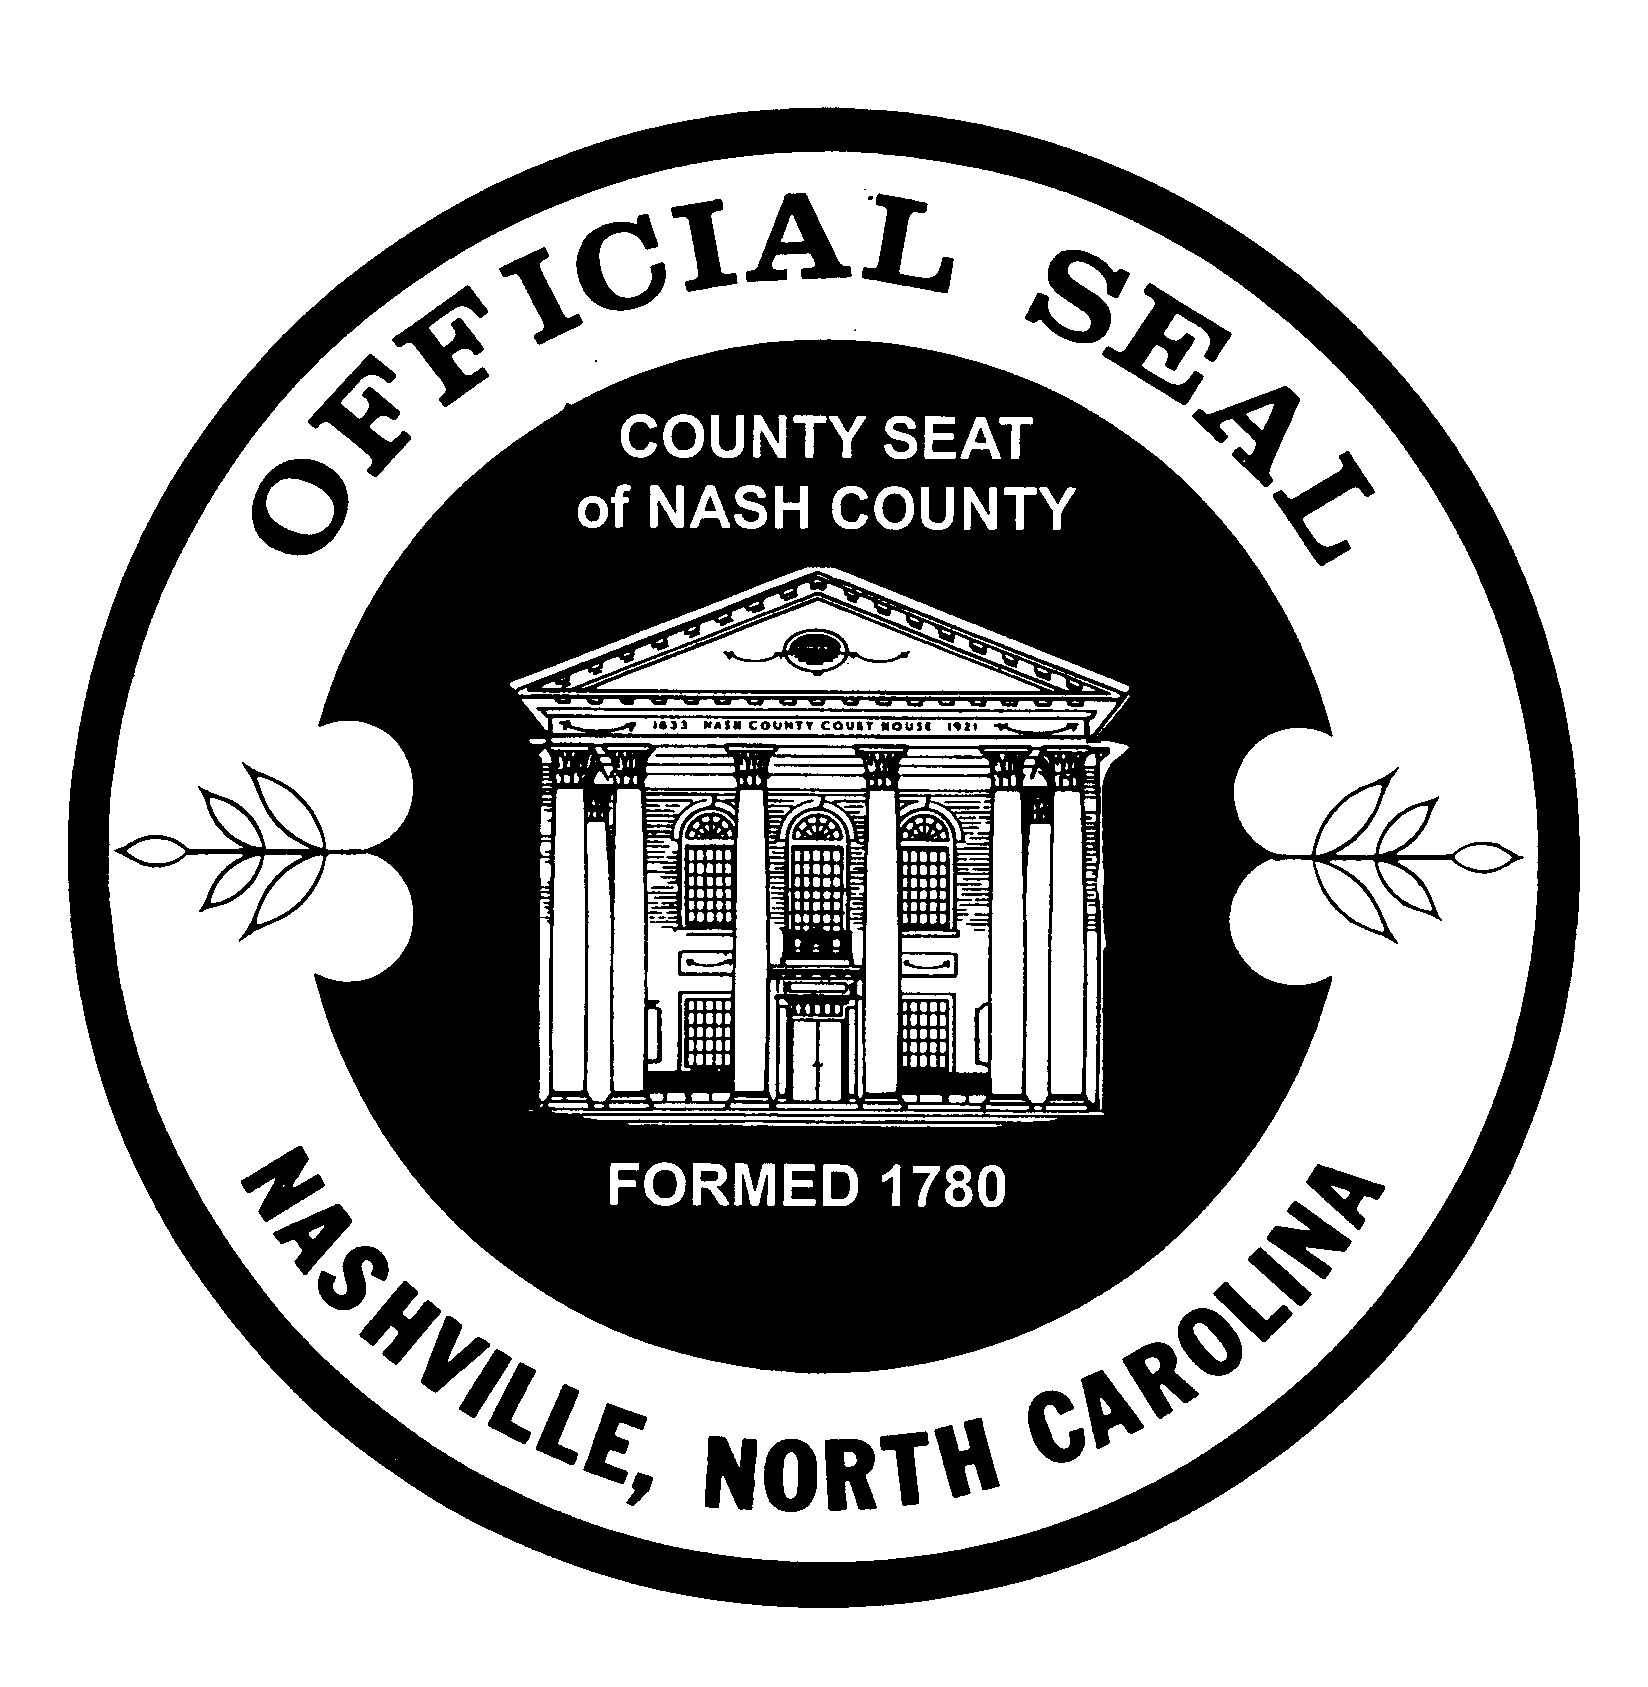 OFFICIAL SEAL
COUNTY SEAT
of NASH COUNTY
1833 NASH COUNTY COURT HOUSE 1921
FORMED 1780
NASHVILLE, NORTH CAROLINA